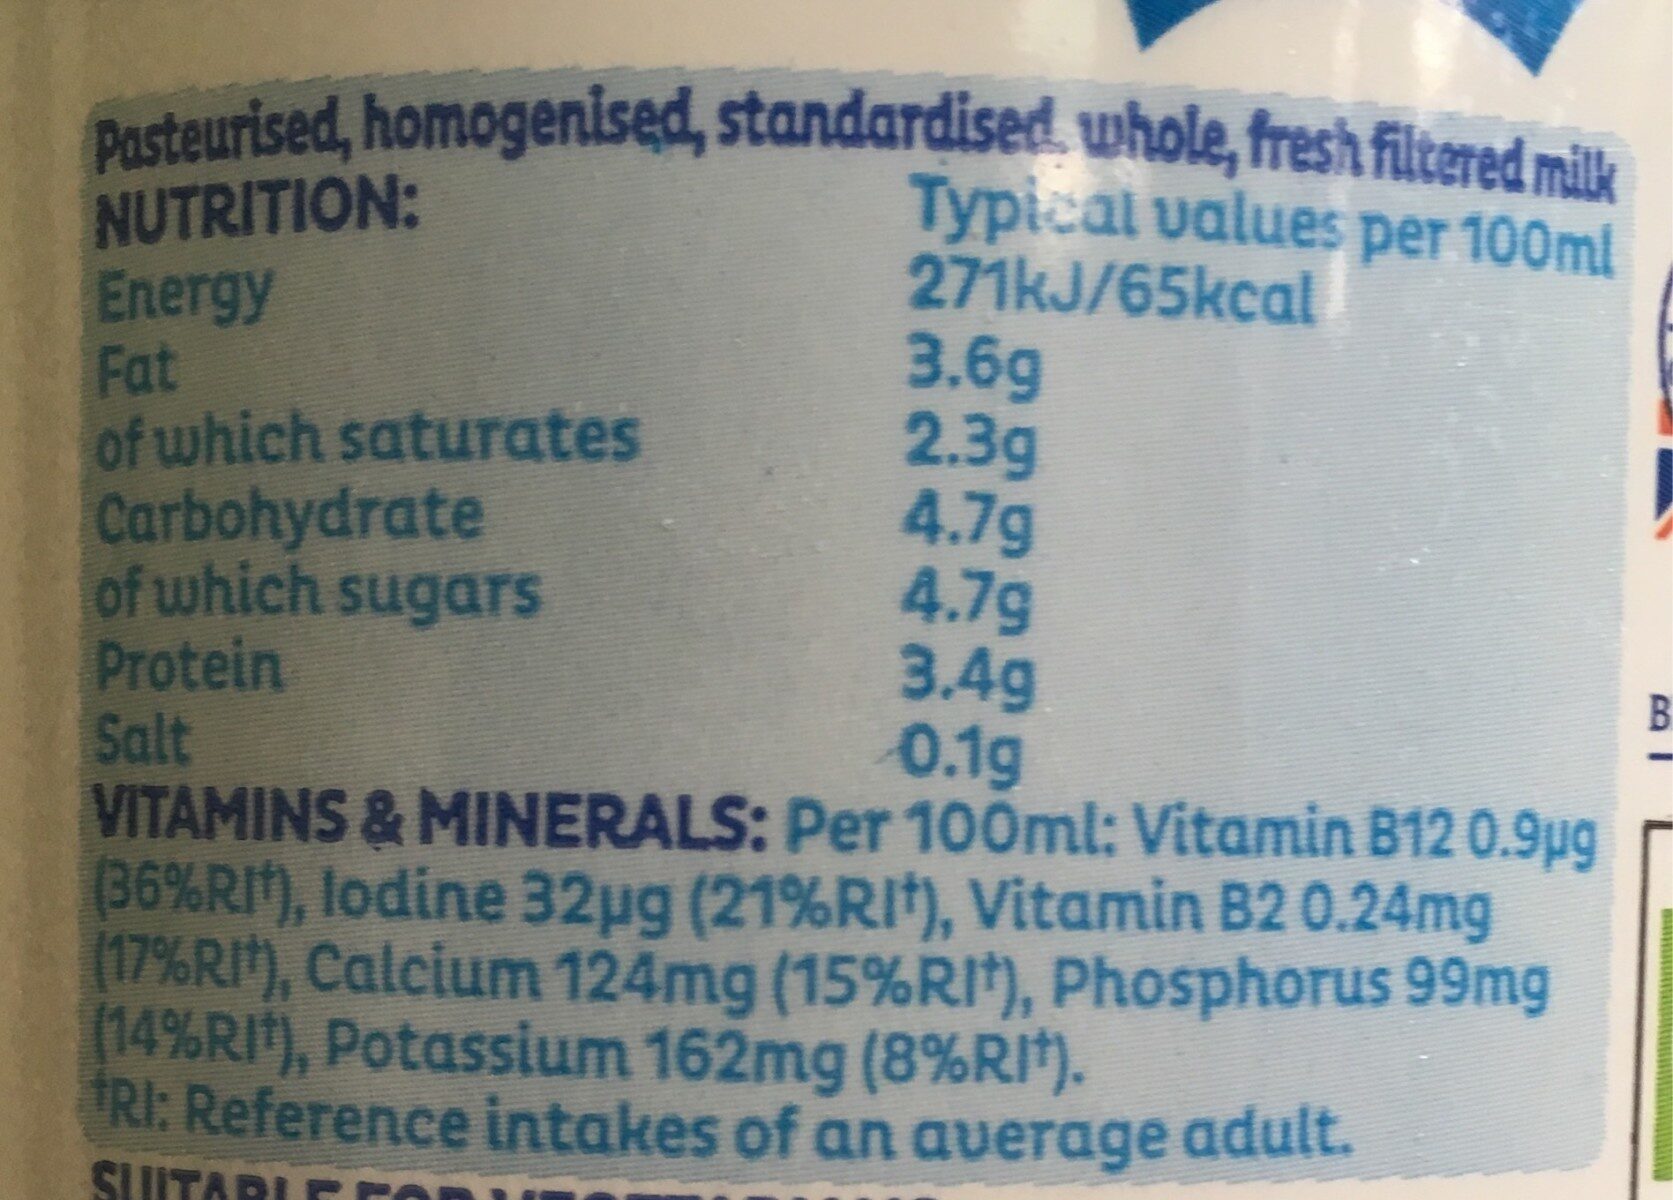 Pasteurised, homogenised, standardised, whole, fresh filtered milk
NUTRITION: Typical values per 100ml
Energy 271kJ/65kcal
Fat 3.6g
of which saturates 2.3g
Carbohydrate 4.7g
of which sugars 4.7g
Protein 3.4g
Salt 0.1g
VITAMINS & MINERALS: Per 100ml: Vitamin B12 0.9µg
(36%RI†), Iodine 32µg (21%RI†), Vitamin B2 0.24mg
(17%RI†), Calcium 124mg (15%RI†), Phosphorus 99mg
(14%RI†), Potassium 162mg (8%RI†).
†RI: Reference intakes of an average adult.
SUITABLE FOR VEGETARIANS
B